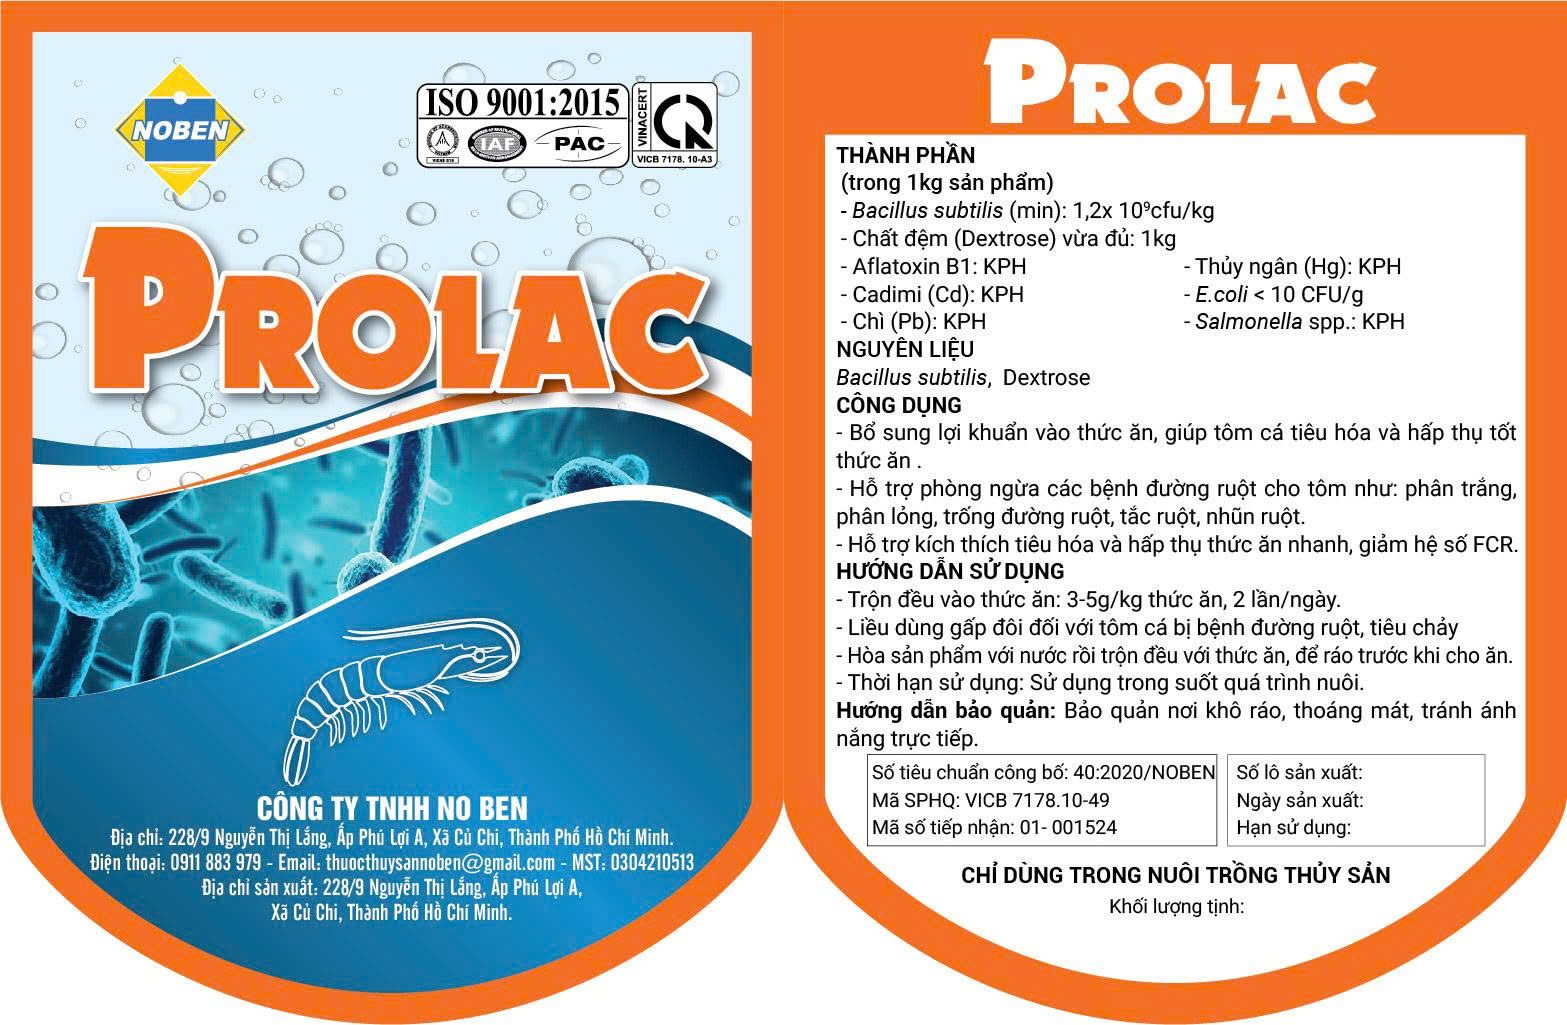 NOBEN
ISO 9001:2015
IAF
PAC
VINACERT
VICB 7178. 10-A3
PROLAC
CÔNG TY TNHH NO BEN
Địa chỉ: 228/9 Nguyễn Thị Lắng, Ấp Phú Lợi A, Xã Củ Chi, Thành Phố Hồ Chí Minh.
Điện thoại: 0911 883 979 - Email: thuocthuysannoben@gmail.com - MST: 0304210513
Địa chỉ sản xuất: 228/9 Nguyễn Thị Lắng, Ấp Phú Lợi A,
Xã Củ Chi, Thành Phố Hồ Chí Minh.
PROLAC
THÀNH PHẦN
(trong 1kg sản phẩm)
- Bacillus subtilis (min): 1,2x 10⁹cfu/kg
- Chất đệm (Dextrose) vừa đủ: 1kg
- Aflatoxin B1: KPH - Thủy ngân (Hg): KPH
- Cadimi (Cd): KPH - E.coli < 10 CFU/g
- Chì (Pb): KPH - Salmonella spp.: KPH
NGUYÊN LIỆU
Bacillus subtilis, Dextrose
CÔNG DỤNG
- Bổ sung lợi khuẩn vào thức ăn, giúp tôm cá tiêu hóa và hấp thụ tốt
thức ăn .
- Hỗ trợ phòng ngừa các bệnh đường ruột cho tôm như: phân trắng,
phân lỏng, trống đường ruột, tắc ruột, nhũn ruột.
- Hỗ trợ kích thích tiêu hóa và hấp thụ thức ăn nhanh, giảm hệ số FCR.
HƯỚNG DẪN SỬ DỤNG
- Trộn đều vào thức ăn: 3-5g/kg thức ăn, 2 lần/ngày.
- Liều dùng gấp đôi đối với tôm cá bị bệnh đường ruột, tiêu chảy
- Hòa sản phẩm với nước rồi trộn đều với thức ăn, để ráo trước khi cho ăn.
- Thời hạn sử dụng: Sử dụng trong suốt quá trình nuôi.
Hướng dẫn bảo quản: Bảo quản nơi khô ráo, thoáng mát, tránh ánh
nắng trực tiếp.
Số tiêu chuẩn công bố: 40:2020/NOBEN
Mã SPHQ: VICB 7178.10-49
Mã số tiếp nhận: 01- 001524
Số lô sản xuất:
Ngày sản xuất:
Hạn sử dụng:
CHỈ DÙNG TRONG NUÔI TRỒNG THỦY SẢN
Khối lượng tịnh: